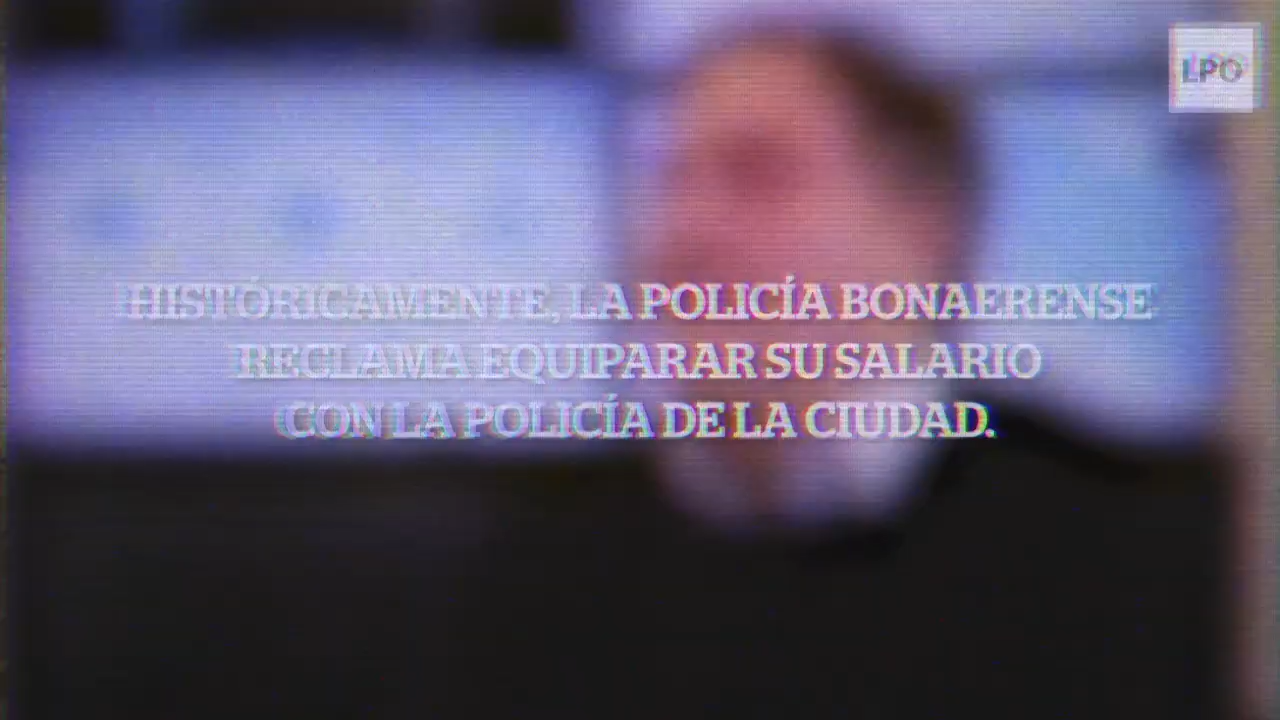 LPO
HISTÓRICAMENTE, LA POLICÍA BONAERENSE
RECLAMA EQUIPARAR SU SALARIO
CON LA POLICÍA DE LA CIUDAD.